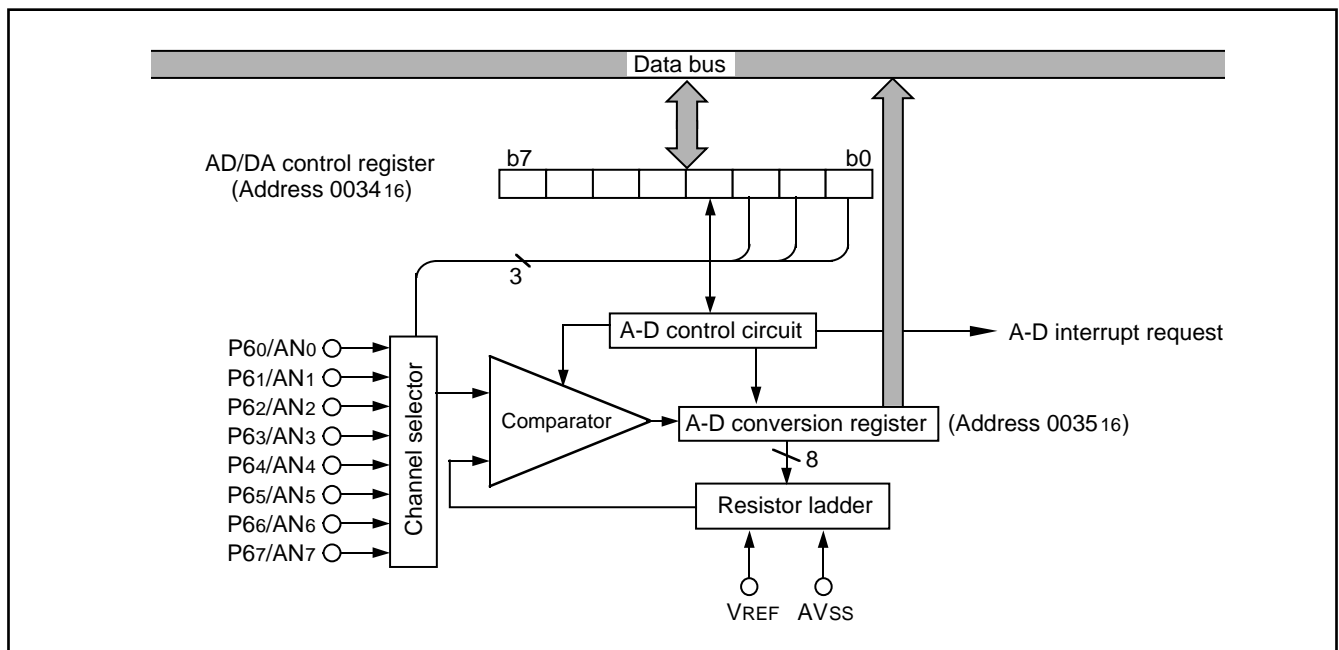 Data bus
AD/DA control register
(Address 003416)
b7
b0
3
A-D control circuit
A-D interrupt request
P60/AN0
P61/AN1
P62/AN2
P63/AN3
P64/AN4
P65/AN5
P66/AN6
P67/AN7
Channel selector
Comparator
A-D conversion register
(Address 003516)
8
Resistor ladder
VREF
AVSS